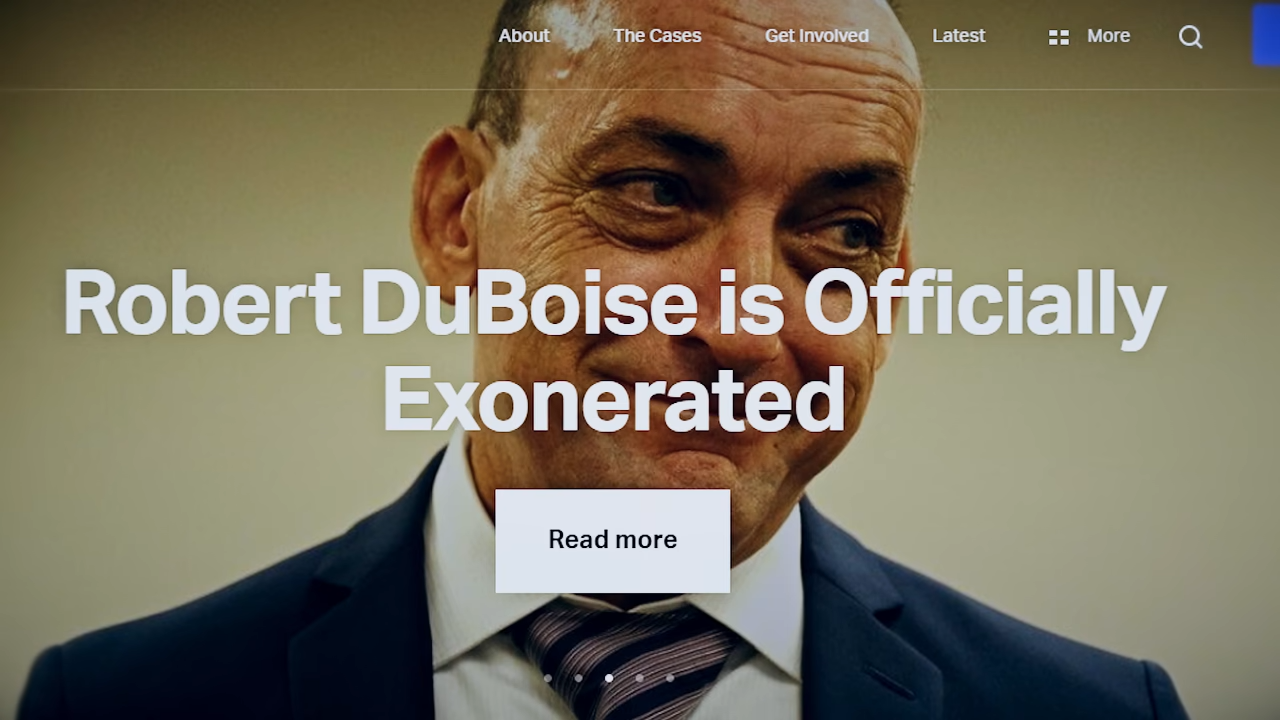 About The Cases Get Involved Latest More
Robert DuBoise is Officially
Exonerated
Read more